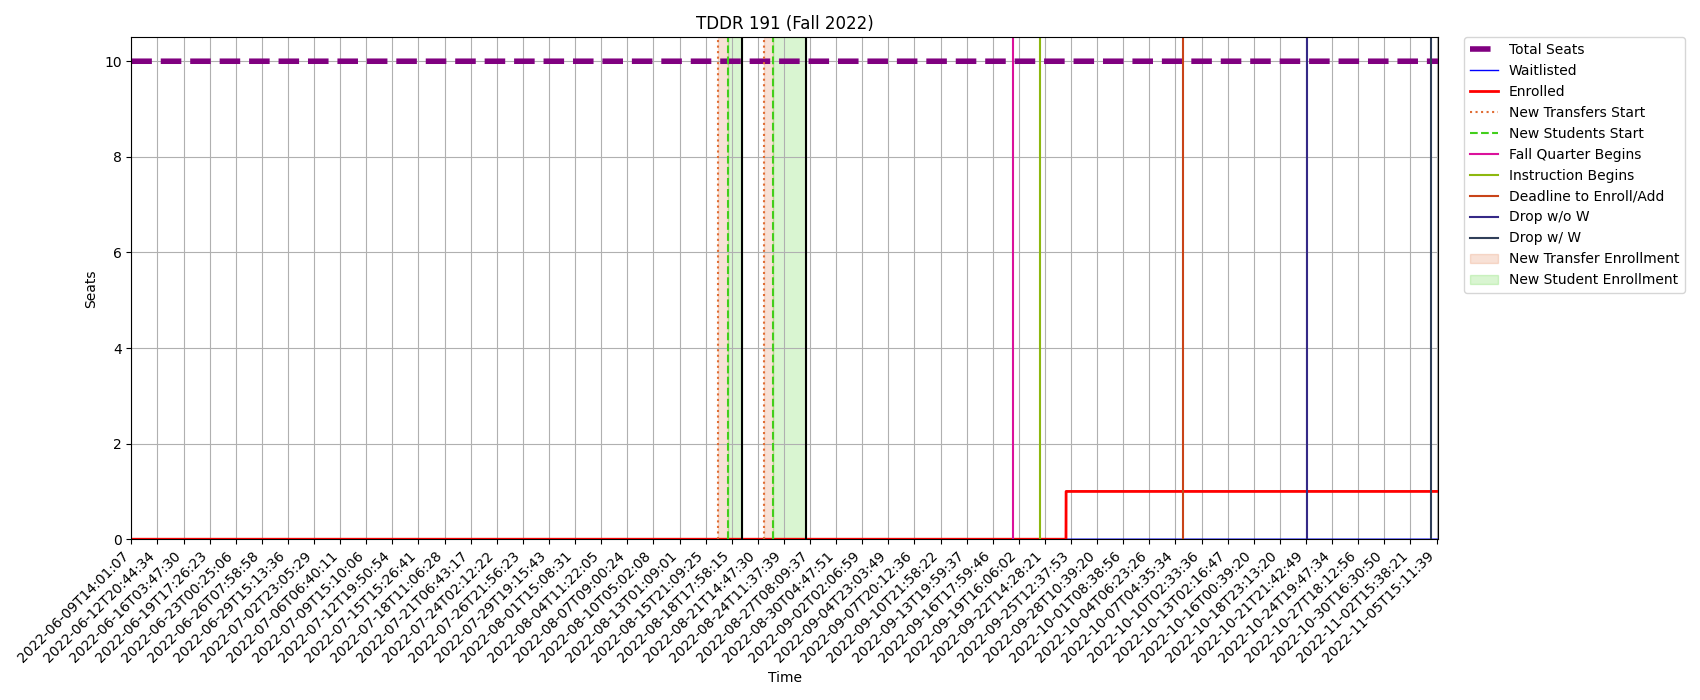 TDDR 191 (Fall 2022)
10
8
6
4
2
0
Seats
2022-06-09T14:01:07
2022-06-12T20:44:34
2022-06-16T03:47:30
2022-06-19T17:26:23
2022-06-23T00:25:06
2022-06-26T07:58:58
2022-06-29T15:13:36
2022-07-02T23:05:29
2022-07-06T06:40:11
2022-07-09T15:10:06
2022-07-12T19:50:54
2022-07-15T15:26:41
2022-07-18T11:06:28
2022-07-21T06:43:17
2022-07-24T02:12:22
2022-07-26T21:56:23
2022-07-29T19:15:43
2022-08-01T15:08:31
2022-08-04T11:22:05
2022-08-07T09:00:24
2022-08-10T05:02:08
2022-08-13T01:09:01
2022-08-15T21:09:25
2022-08-18T17:58:15
2022-08-21T14:47:30
2022-08-24T11:37:39
2022-08-27T08:09:37
2022-08-30T04:47:51
2022-09-02T02:06:59
2022-09-04T23:03:49
2022-09-07T20:12:36
2022-09-10T21:58:22
2022-09-13T19:59:37
2022-09-16T17:59:46
2022-09-19T16:06:02
2022-09-22T14:28:21
2022-09-25T12:37:53
2022-09-28T10:39:20
2022-10-01T08:38:56
2022-10-04T06:23:26
2022-10-07T04:35:34
2022-10-10T02:33:36
2022-10-13T02:16:47
2022-10-16T00:39:20
2022-10-18T23:13:20
2022-10-21T21:42:49
2022-10-24T19:47:34
2022-10-27T18:12:56
2022-10-30T16:30:50
2022-11-02T15:38:21
2022-11-05T15:11:39
Time
Total Seats
Waitlisted
Enrolled
New Transfers Start
New Students Start
Fall Quarter Begins
Instruction Begins
Deadline to Enroll/Add
Drop w/o W
Drop w/ W
New Transfer Enrollment
New Student Enrollment